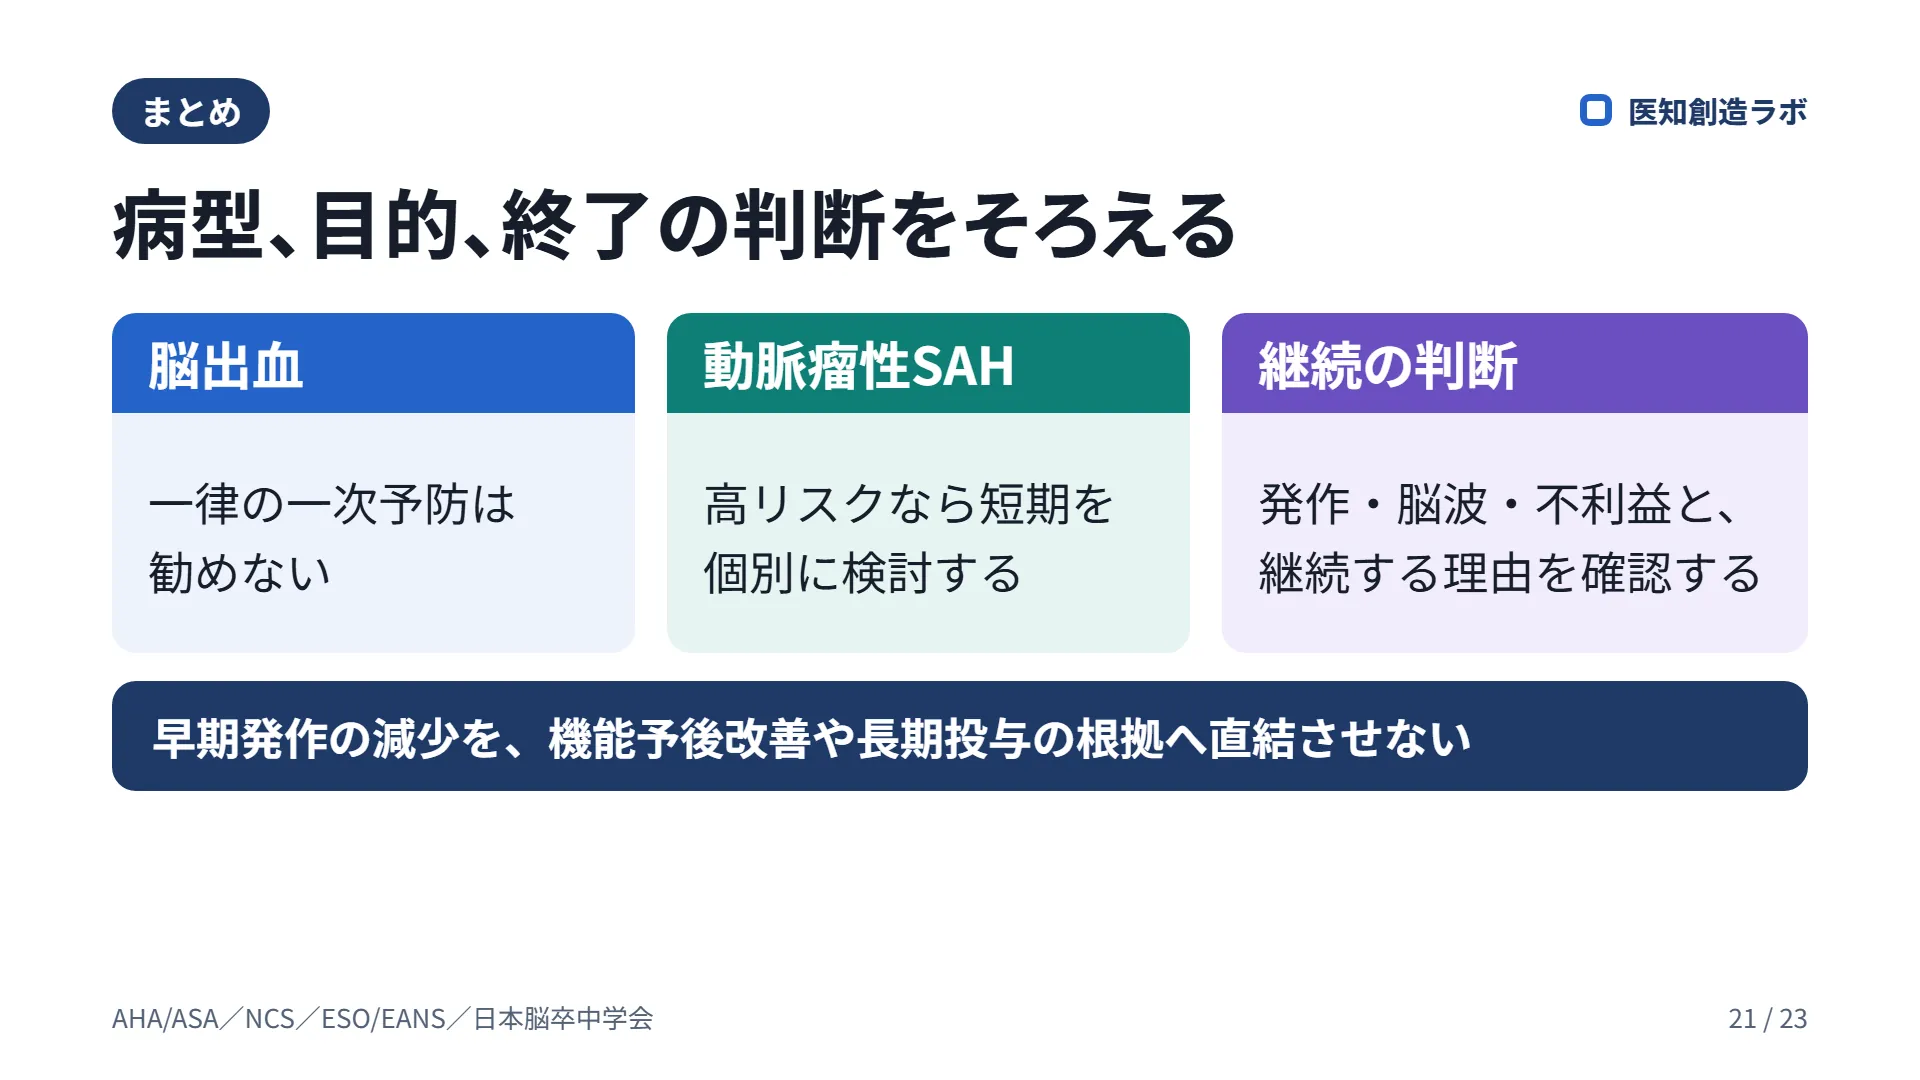 まとめ
医知創造ラボ
病型、目的、終了の判断をそろえる
脳出血
一律の一次予防は
勧めない
動脈瘤性SAH
高リスクなら短期を
個別に検討する
継続の判断
発作・脳波・不利益と、
継続する理由を確認する
早期発作の減少を、機能予後改善や長期投与の根拠へ直結させない
AHA/ASA／NCS／ESO/EANS／日本脳卒中学会
21 / 23